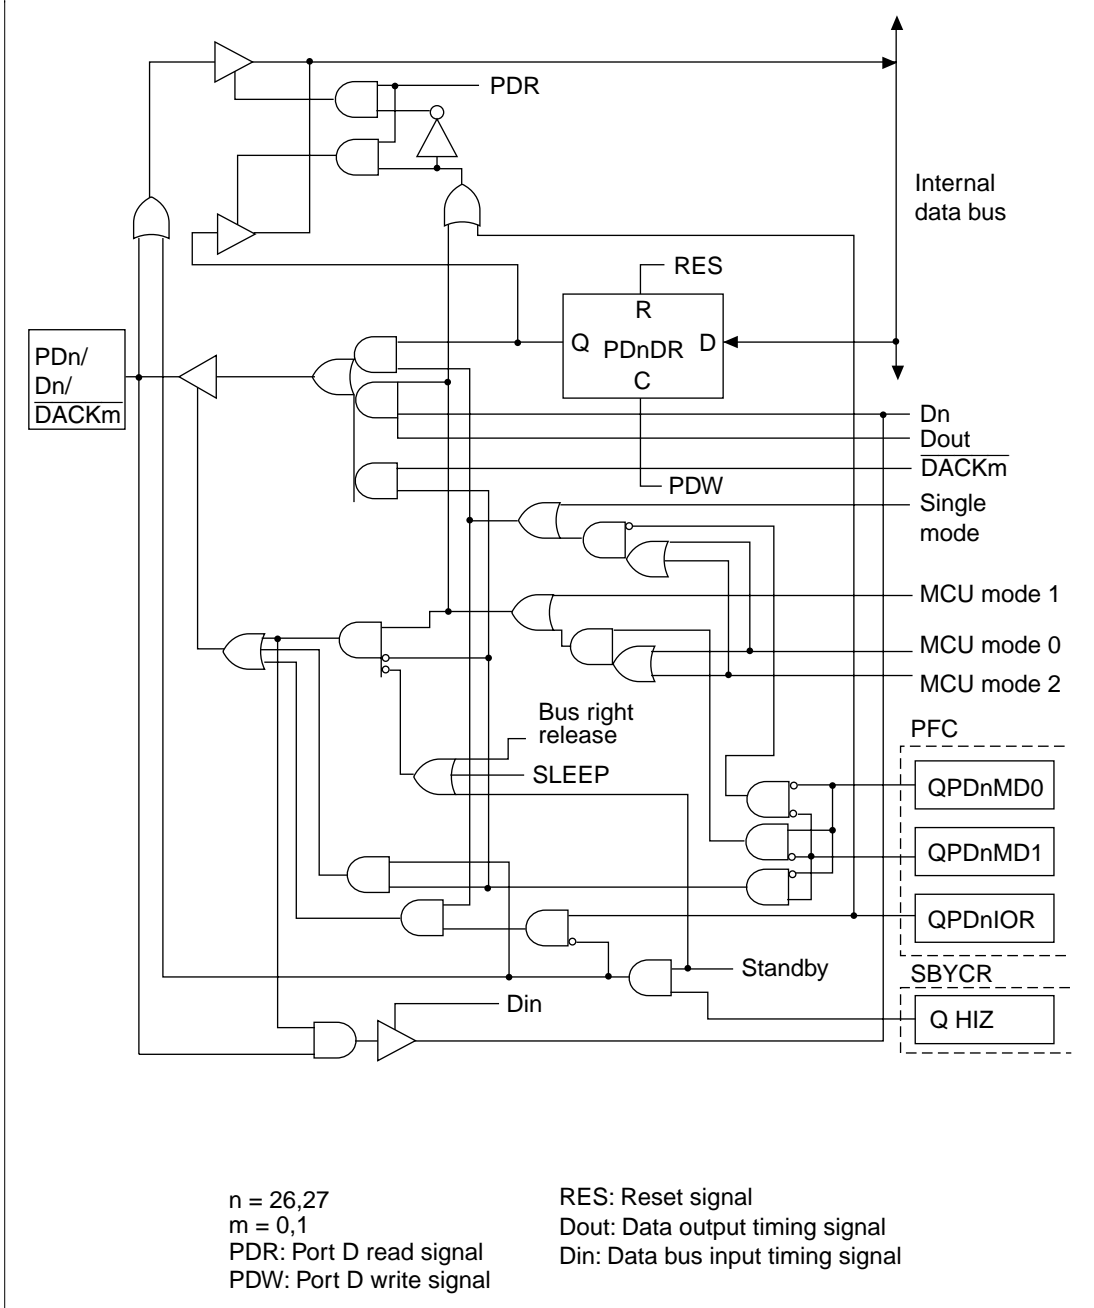 PDR
Internal
data bus
RES
R
Q PDnDR D
C
PDn/
Dn/
DACKm
Dn
Dout
DACKm
PDW
Single
mode
MCU mode 1
MCU mode 0
MCU mode 2
Bus right
release
SLEEP
PFC
QPDnMD0
QPDnMD1
QPDnIOR
Standby
SBYCR
Q HIZ
Din
n = 26,27
m = 0,1
PDR: Port D read signal
PDW: Port D write signal
RES: Reset signal
Dout: Data output timing signal
Din: Data bus input timing signal